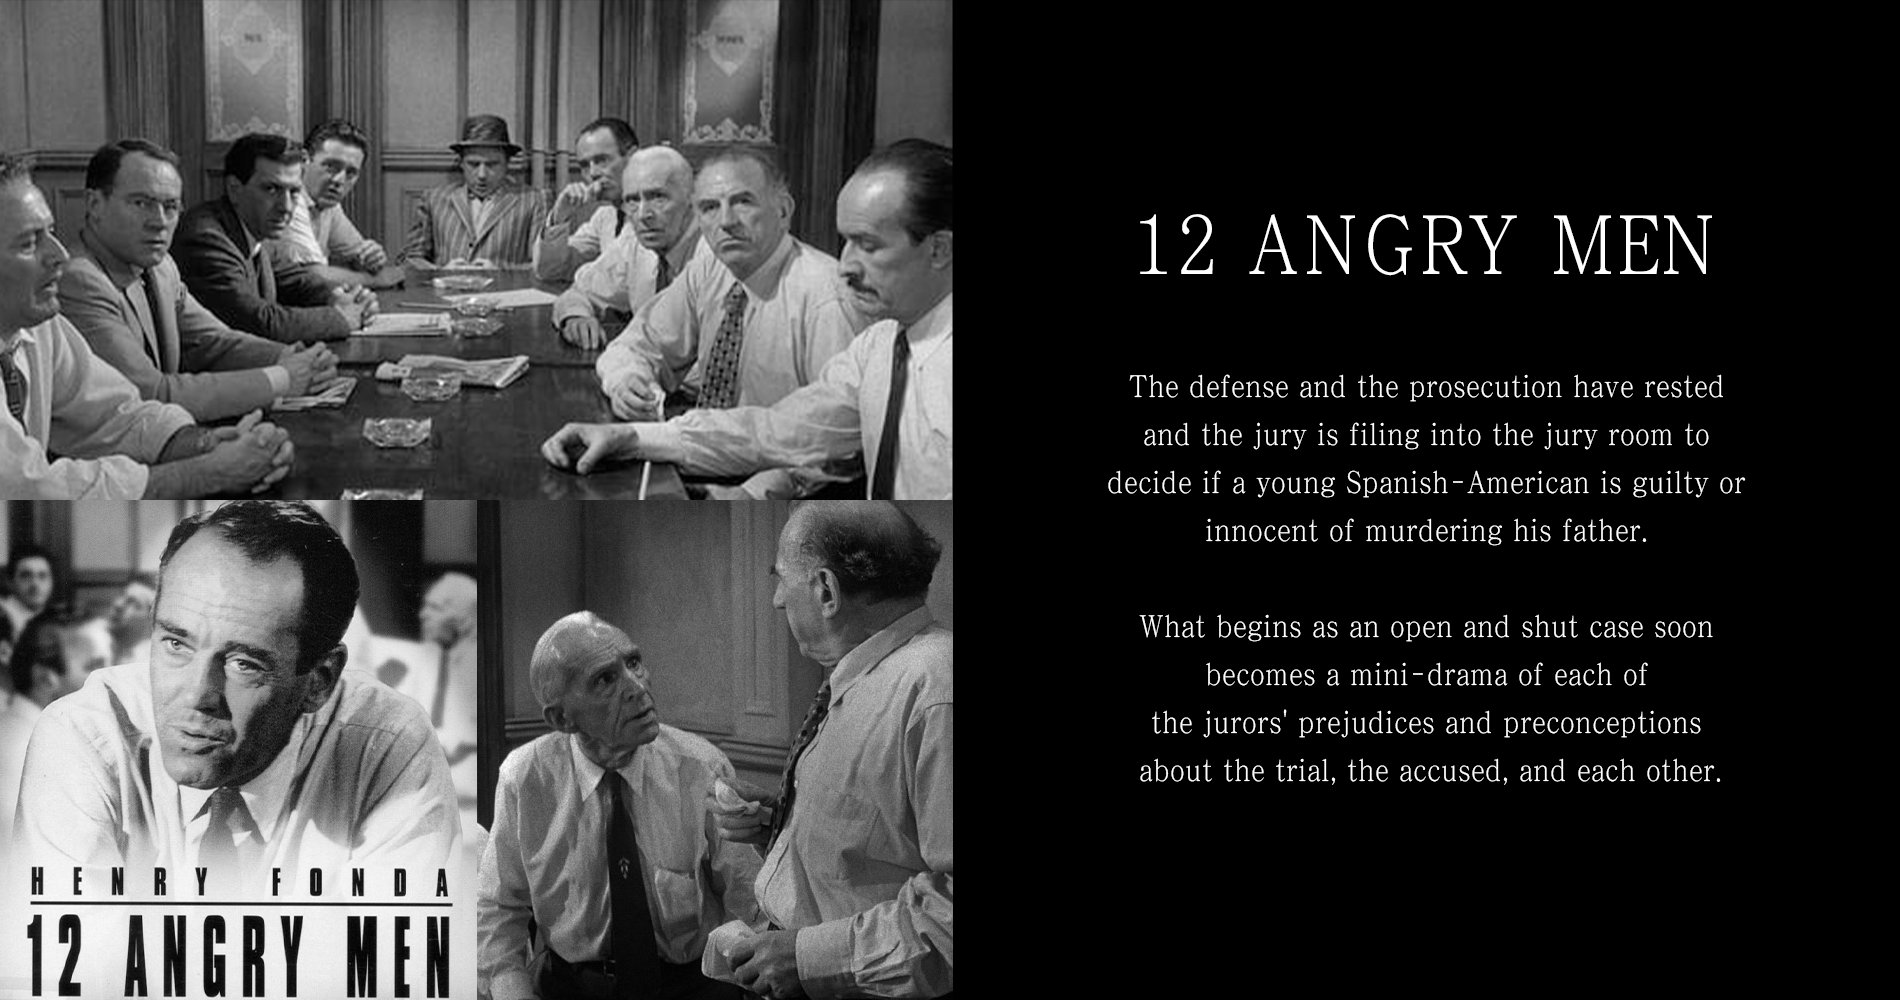 12 ANGRY MEN
The defense and the prosecution have rested
and the jury is filing into the jury room to
decide if a young Spanish-American is guilty or
innocent of murdering his father.
What begins as an open and shut case soon
becomes a mini-drama of each of
the jurors' prejudices and preconceptions
about the trial, the accused, and each other.
HENRY FONDA
12 ANGRY MEN